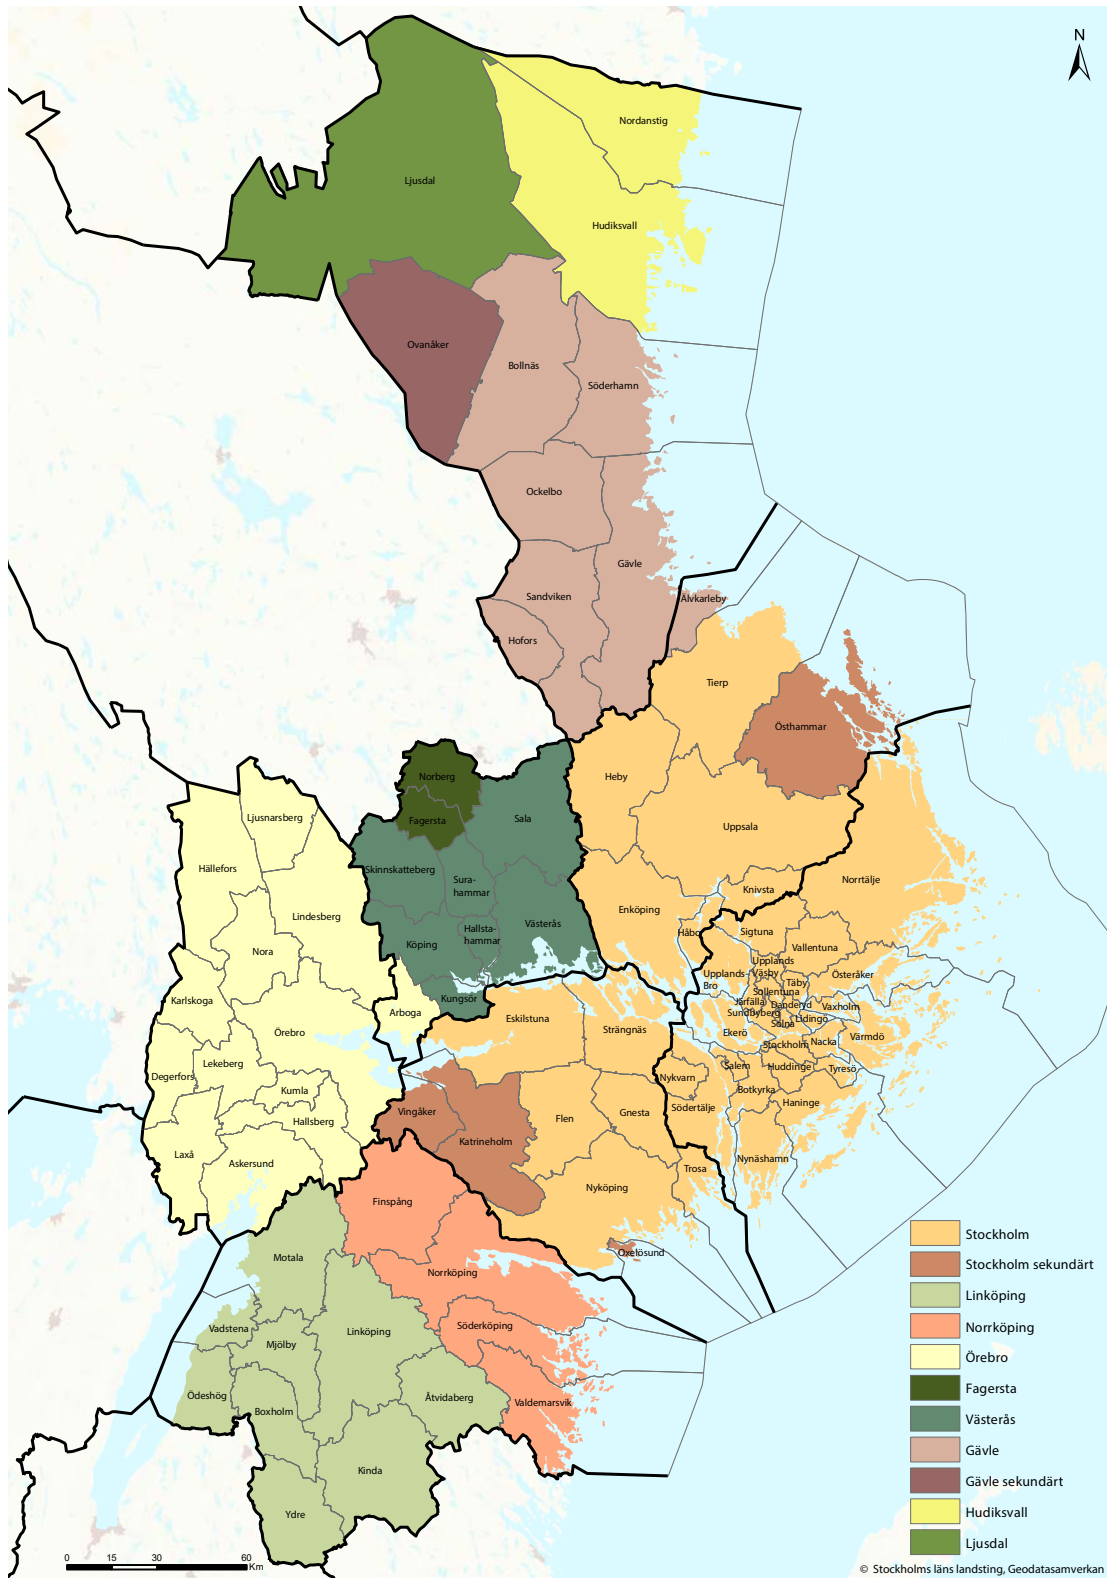 N
Nordanstig
Ljusdal
Hudiksvall
Ovanåker
Bollnäs
Söderhamn
Ockelbo
Gävle
Sandviken
Älvkarleby
Hofors
Tierp
Östhammar
Norberg
Heby
Fagersta
Sala
Ljusnarsberg
Uppsala
Hällefors
Skinnskatteberg
Sura-
hammar
Norrtälje
Knivsta
Lindesberg
Enköping
Västerås
Hallsta-
hammar
Håbo
Sigtuna
Köping
Vallentuna
Nora
Upplands
Väsby
Österåker
Upplands-
Bro
Täby
Sollentuna
Karlskoga
Kungsör
Järfälla
Danderyd
Vaxholm
Arboga
Sundbyberg
Lidingö
Eskilstuna
Solna
Strängnäs
Örebro
Ekerö
Värmdö
Nacka
Stockholm
Lekeberg
Salem
Huddinge
Tyresö
Degerfors
Nykvarn
Kumla
Botkyrka
Haninge
Södertälje
Vingåker
Gnesta
Flen
Hallsberg
Katrineholm
Laxå
Askersund
Nynäshamn
Trosa
Nyköping
Finspång
Oxelösund
Motala
Norrköping
Vadstena
Söderköping
Linköping
Mjölby
Ödeshög
Åtvidaberg
Valdemarsvik
Boxholm
Kinda
Ydre
Stockholm
Stockholm sekundärt
Linköping
Norrköping
Örebro
Fagersta
Västerås
Gävle
Gävle sekundärt
Hudiksvall
Ljusdal
0 15 30 60
Km
© Stockholms läns landsting, Geodatasamverkan